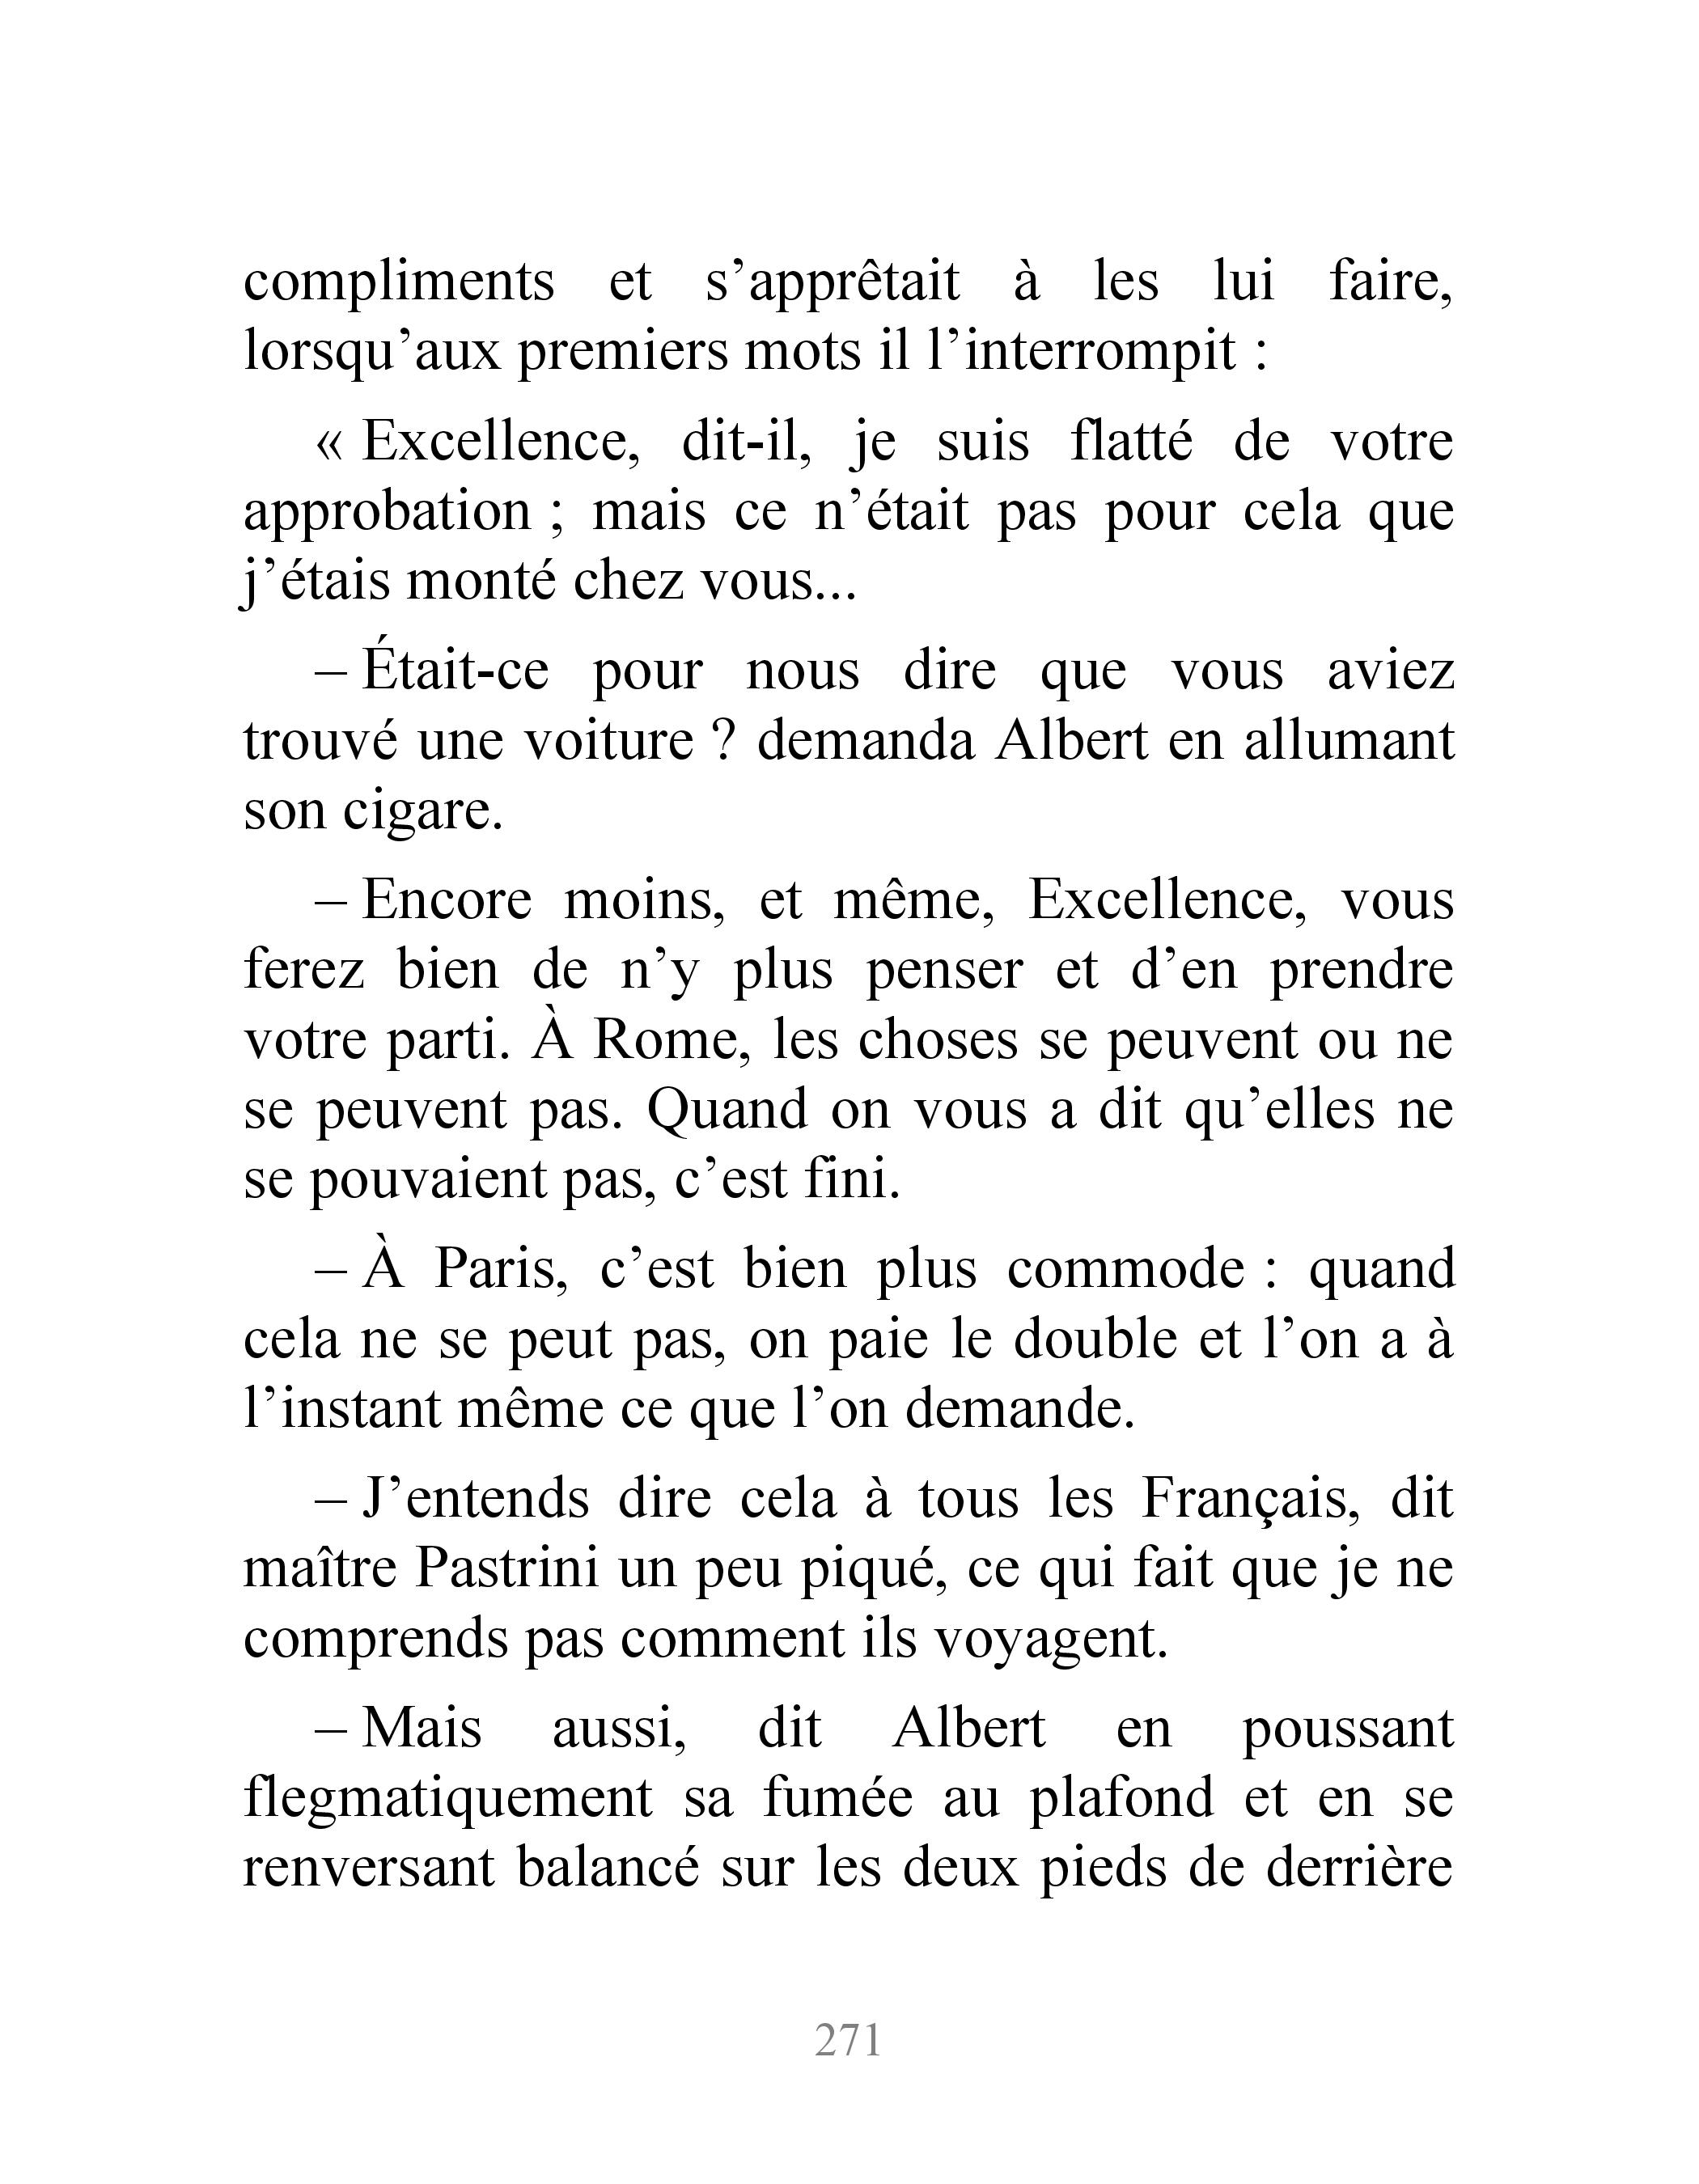 compliments et s’apprêtait à les lui faire,
lorsqu’aux premiers mots il l’interrompit :
« Excellence, dit-il, je suis flatté de votre
approbation ; mais ce n’était pas pour cela que
j’étais monté chez vous...
– Était-ce pour nous dire que vous aviez
trouvé une voiture ? demanda Albert en allumant
son cigare.
– Encore moins, et même, Excellence, vous
ferez bien de n’y plus penser et d’en prendre
votre parti. À Rome, les choses se peuvent ou ne
se peuvent pas. Quand on vous a dit qu’elles ne
se pouvaient pas, c’est fini.
– À Paris, c’est bien plus commode : quand
cela ne se peut pas, on paie le double et l’on a à
l’instant même ce que l’on demande.
– J’entends dire cela à tous les Français, dit
maître Pastrini un peu piqué, ce qui fait que je ne
comprends pas comment ils voyagent.
– Mais aussi, dit Albert en poussant
flegmatiquement sa fumée au plafond et en se
renversant balancé sur les deux pieds de derrière
271